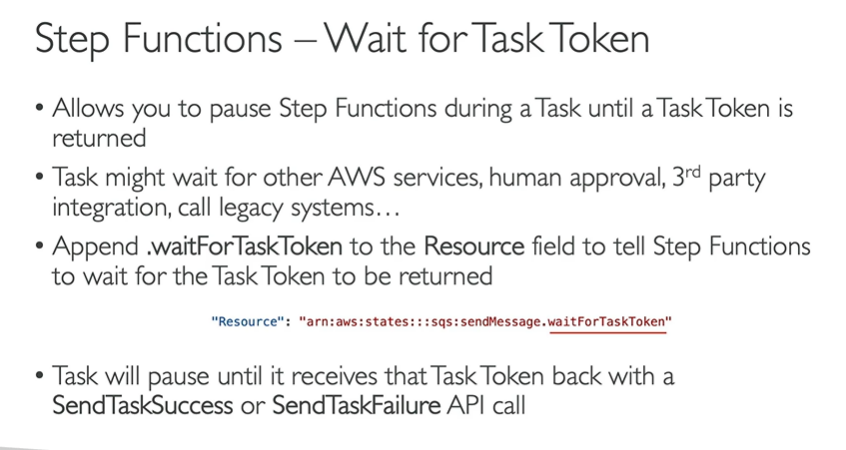 Step Functions – Wait for Task Token
• Allows you to pause Step Functions during a Task until a Task Token is
returned
• Task might wait for other AWS services, human approval, 3rd party
integration, call legacy systems…
• Append .waitForTaskToken to the Resource field to tell Step Functions
to wait for the Task Token to be returned
"Resource": "arn:aws:states:::sqs:sendMessage.waitForTaskToken"
• Task will pause until it receives that Task Token back with a
SendTaskSuccess or SendTaskFailure API call